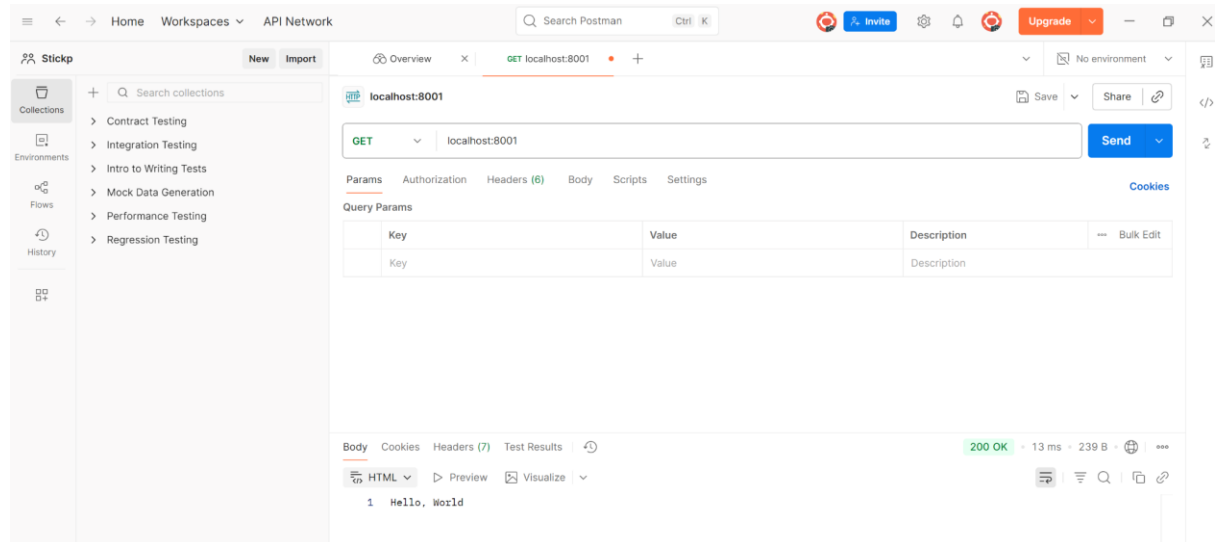 Home Workspaces API Network
Search Postman Ctrl K
Invite
Upgrade
Stickp New Import
Overview GET localhost:8001
No environment
Collections
Environments
Flows
History
Search collections
Contract Testing
Integration Testing
Intro to Writing Tests
Mock Data Generation
Performance Testing
Regression Testing
HTTP localhost:8001
Save Share
GET localhost:8001 Send
Params Authorization Headers (6) Body Scripts Settings
Cookies
Query Params
Key Value Description Bulk Edit
Key Value Description
Body Cookies Headers (7) Test Results
200 OK 13 ms 239 B
HTML Preview Visualize
1 Hello, World